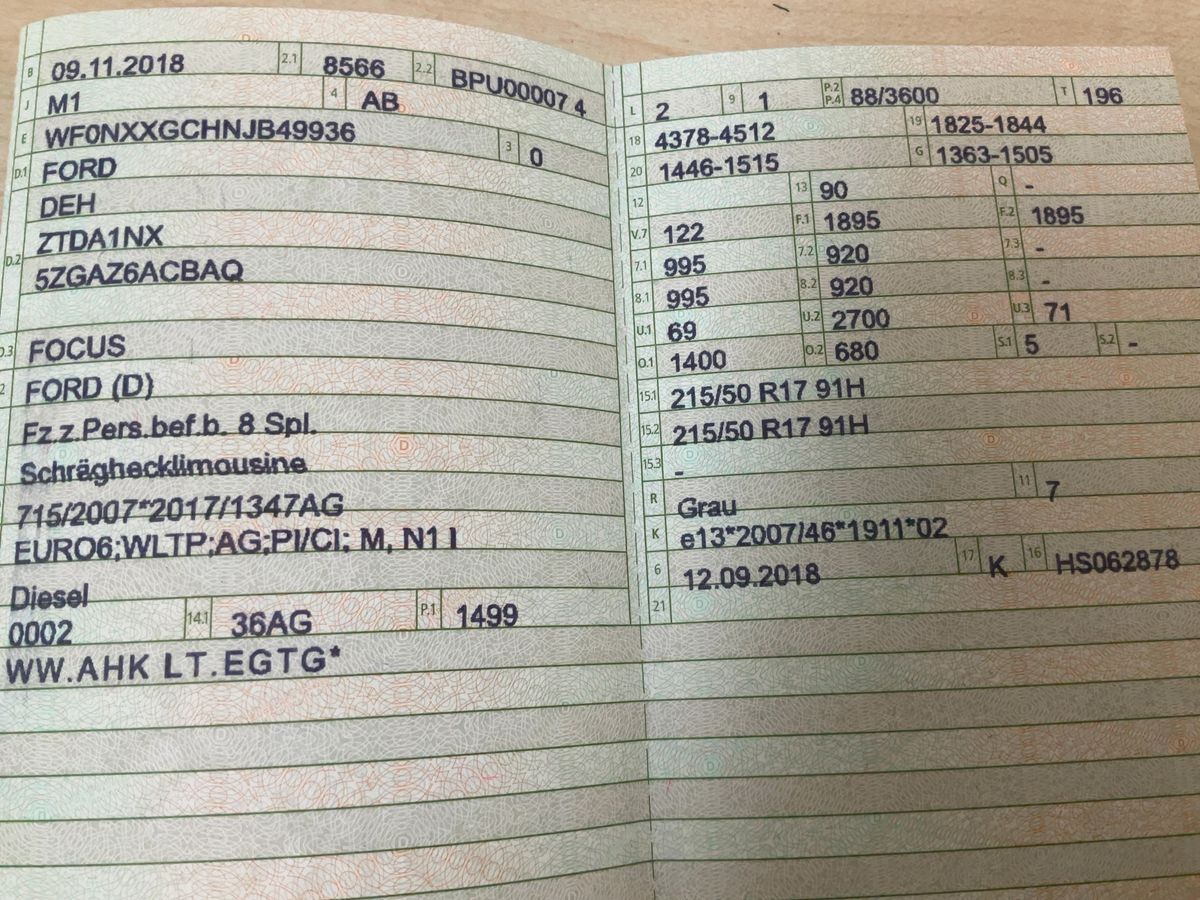 B 09.11.2018 2.1 8566 2.2 BPU00007 4
J M1 4 AB
E WF0NXXGCHNJB49936 3 0
D.1 FORD
DEH
D.2 ZTDA1NX
5ZGAZ6ACBAQ
D.3 FOCUS
2 FORD (D)
Fz.z.Pers.bef.b. 8 Spl.
Schräghecklimousine
715/2007*2017/1347AG
EURO6;WLTP;AG;PI/CI; M, N1 I
Diesel
0002 14.1 36AG P.1 1499
WW.AHK LT.EGTG*
L 2 9 1 P.2 P.4 88/3600 T 196
18 4378-4512 19 1825-1844
20 1446-1515 G 1363-1505
12 13 90 Q -
V.7 122 F.1 1895 F.2 1895
7.1 995 7.2 920 7.3 -
8.1 995 8.2 920 8.3 -
U.1 69 U.2 2700 U.3 71
O.1 1400 O.2 680 S.1 5 S.2 -
15.1 215/50 R17 91H
15.2 215/50 R17 91H
15.3 -
R Grau 11 7
K e13*2007/46*1911*02
6 12.09.2018 17 K 16 HS062878
21